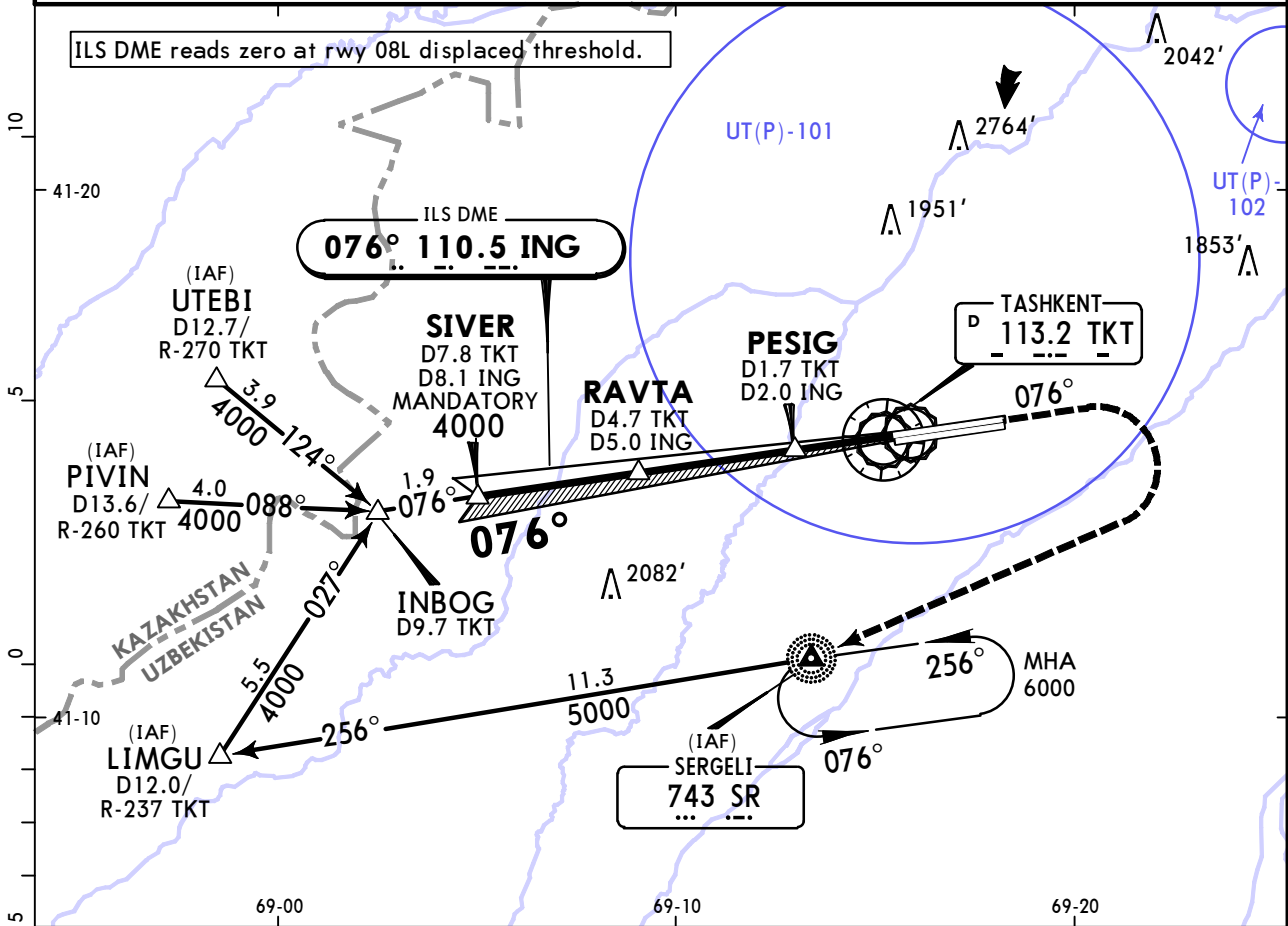 ILS DME reads zero at rwy 08L displaced threshold.
2042'
10
2764'
UT(P)-101
41-20
UT(P)-
102
1951'
ILS DME
076° 110.5 ING
1853'
(IAF)
UTEBI
D12.7/
R-270 TKT
TASHKENT
D 113.2 TKT
SIVER
D7.8 TKT
D8.1 ING
MANDATORY
4000
PESIG
D1.7 TKT
D2.0 ING
RAVTA
D4.7 TKT
D5.0 ING
5
3.9
4000
124°
076°
(IAF)
PIVIN
D13.6/
R-260 TKT
4.0
4000
088°
1.9
076°
076°
2082'
INBOG
D9.7 TKT
KAZAKHSTAN
UZBEKISTAN
027°
5.5
4000
0
256°
MHA
6000
11.3
5000
41-10
256°
076°
(IAF)
LIMGU
D12.0/
R-237 TKT
(IAF)
SERGELI
743 SR
5
69-00
69-10
69-20